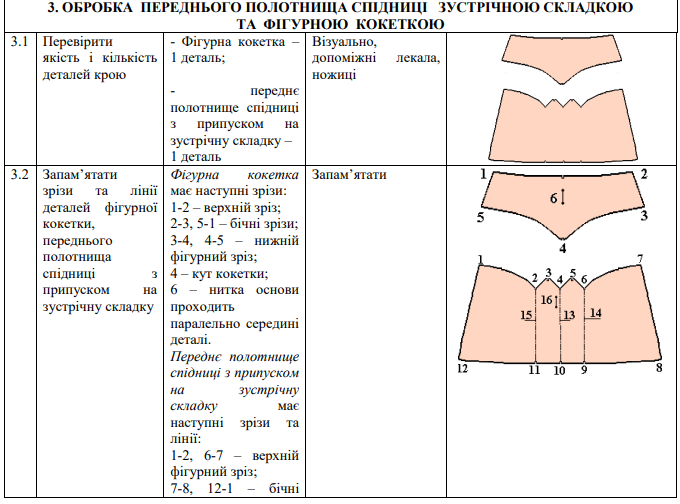 3. ОБРОБКА ПЕРЕДНЬОГО ПОЛОТНИЩА СПІДНИЦІ ЗУСТРІЧНОЮ СКЛАДКОЮ
ТА ФІГУРНОЮ КОКЕТКОЮ
3.1
Перевірити
якість і кількість
деталей крою
- Фігурна кокетка –
1 деталь;
- переднє
полотнище спідниці
з припуском на
зустрічну складку –
1 деталь
Візуально,
допоміжні лекала,
ножиці
3.2
Запам’ятати
зрізи та лінії
деталей фігурної
кокетки,
переднього
полотнища
спідниці з
припуском на
зустрічну складку
Фігурна кокетка
має наступні зрізи:
1-2 – верхній зріз;
2-3, 5-1 – бічні зрізи;
3-4, 4-5 – нижній
фігурний зріз;
4 – кут кокетки;
6 – нитка основи
проходить
паралельно середині
деталі.
Переднє полотнище
спідниці з припуском
на зустрічну
складку має
наступні зрізи та
лінії:
1-2, 6-7 – верхній
фігурний зріз;
7-8, 12-1 – бічні
Запам’ятати
1 2
6
5 3
4
1 7
2 3 4 5 6
16
15 13 14
12 11 10 9 8